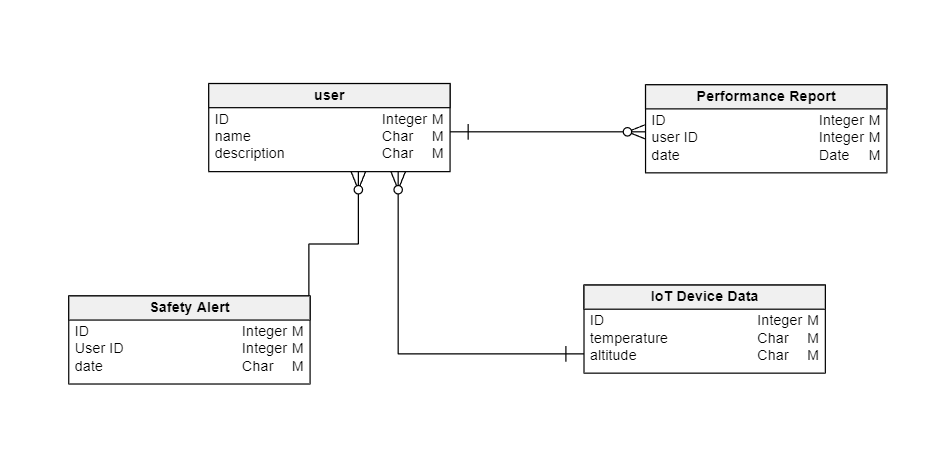 user
ID Integer M
name Char M
description Char M
Performance Report
ID Integer M
user ID Integer M
date Date M
Safety Alert
ID Integer M
User ID Integer M
date Char M
IoT Device Data
ID Integer M
temperature Char M
altitude Char M